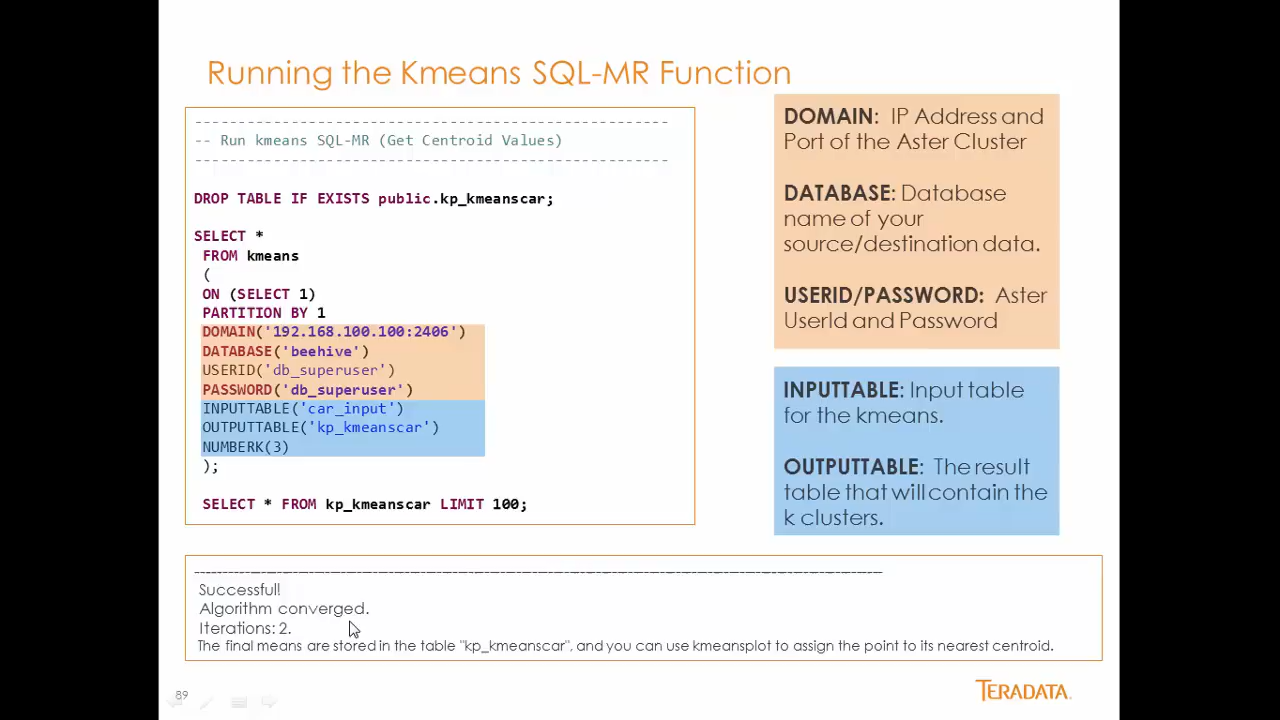 Running the Kmeans SQL-MR Function
-------------------------------------------------------
-- Run kmeans SQL-MR (Get Centroid Values)
-------------------------------------------------------
DROP TABLE IF EXISTS public.kp_kmeanscar;
SELECT *
FROM kmeans
(
ON (SELECT 1)
PARTITION BY 1
DOMAIN('192.168.100.100:2406')
DATABASE('beehive')
USERID('db_superuser')
PASSWORD('db_superuser')
INPUTTABLE('car_input')
OUTPUTTABLE('kp_kmeanscar')
NUMBERK(3)
);
SELECT * FROM kp_kmeanscar LIMIT 100;
DOMAIN: IP Address and
Port of the Aster Cluster
DATABASE: Database
name of your
source/destination data.
USERID/PASSWORD: Aster
UserId and Password
INPUTTABLE: Input table
for the kmeans.
OUTPUTTABLE: The result
table that will contain the
k clusters.
Successful!
Algorithm converged.
Iterations: 2.
The final means are stored in the table "kp_kmeanscar", and you can use kmeansplot to assign the point to its nearest centroid.
89
TERADATA.